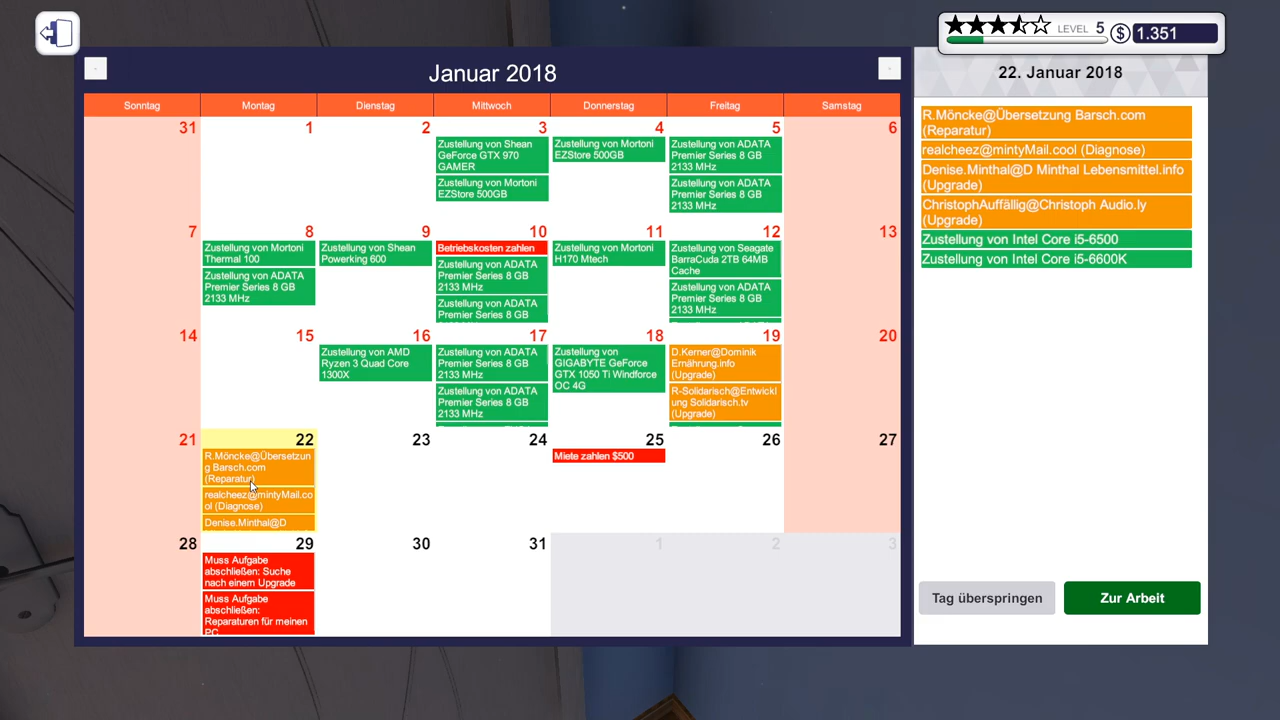 LEVEL 5
$ 1.351
Januar 2018
22. Januar 2018
Sonntag Montag Dienstag Mittwoch Donnerstag Freitag Samstag
31 1 2 3 4 5 6
Zustellung von Shean
GeForce GTX 970
GAMER
Zustellung von Mortoni
EZStore 500GB
Zustellung von Mortoni
EZStore 500GB
Zustellung von ADATA
Premier Series 8 GB
2133 MHz
Zustellung von ADATA
Premier Series 8 GB
2133 MHz
7 8 9 10 11 12 13
Zustellung von Mortoni
Thermal 100
Zustellung von ADATA
Premier Series 8 GB
2133 MHz
Zustellung von Shean
Powerking 600
Betriebskosten zahlen
Zustellung von ADATA
Premier Series 8 GB
2133 MHz
Zustellung von ADATA
Premier Series 8 GB
Zustellung von Mortoni
H170 Mtech
Zustellung von Seagate
BarraCuda 2TB 64MB
Cache
Zustellung von ADATA
Premier Series 8 GB
2133 MHz
14 15 16 17 18 19 20
Zustellung von AMD
Ryzen 3 Quad Core
1300X
Zustellung von ADATA
Premier Series 8 GB
2133 MHz
Zustellung von ADATA
Premier Series 8 GB
2133 MHz
Zustellung von
GIGABYTE GeForce
GTX 1050 Ti Windforce
OC 4G
D.Kerner@Dominik
Ernährung.info
(Upgrade)
R-Solidarisch@Entwickl
ung Solidarisch.tv
(Upgrade)
21 22 23 24 25 26 27
R.Möncke@Übersetzun
g Barsch.com
(Reparatur)
realcheez@mintyMail.co
ol (Diagnose)
Denise.Minthal@D
Miete zahlen $500
28 29 30 31 1 2 3
Muss Aufgabe
abschließen: Suche
nach einem Upgrade
Muss Aufgabe
abschließen:
Reparaturen für meinen
PC
R.Möncke@Übersetzung Barsch.com
(Reparatur)
realcheez@mintyMail.cool (Diagnose)
Denise.Minthal@D Minthal Lebensmittel.info
(Upgrade)
ChristophAuffällig@Christoph Audio.ly
(Upgrade)
Zustellung von Intel Core i5-6500
Zustellung von Intel Core i5-6600K
Tag überspringen
Zur Arbeit